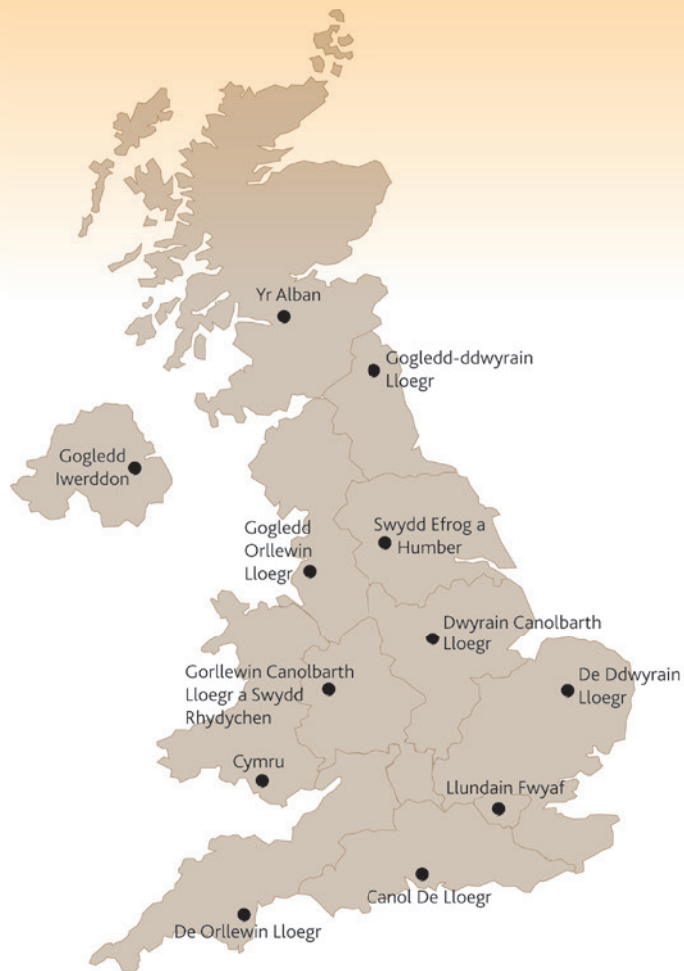 Yr Alban
Gogledd-ddwyrain
Lloegr
Gogledd
Iwerddon
Gogledd
Orllewin
Lloegr
Swydd Efrog a
Humber
Dwyrain Canolbarth
Lloegr
Gorllewin Canolbarth
Lloegr a Swydd
Rhydychen
De Ddwyrain
Lloegr
Cymru
Llundain Fwyaf
Canol De Lloegr
De Orllewin Lloegr